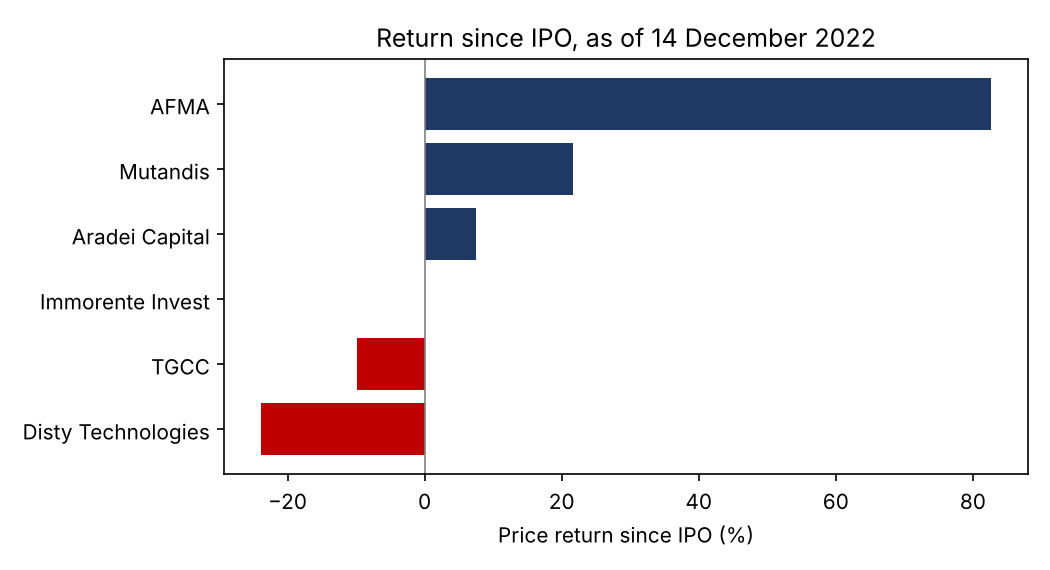 Return since IPO, as of 14 December 2022
AFMA
Mutandis
Aradei Capital
Immorente Invest
TGCC
Disty Technologies
−20 0 20 40 60 80
Price return since IPO (%)